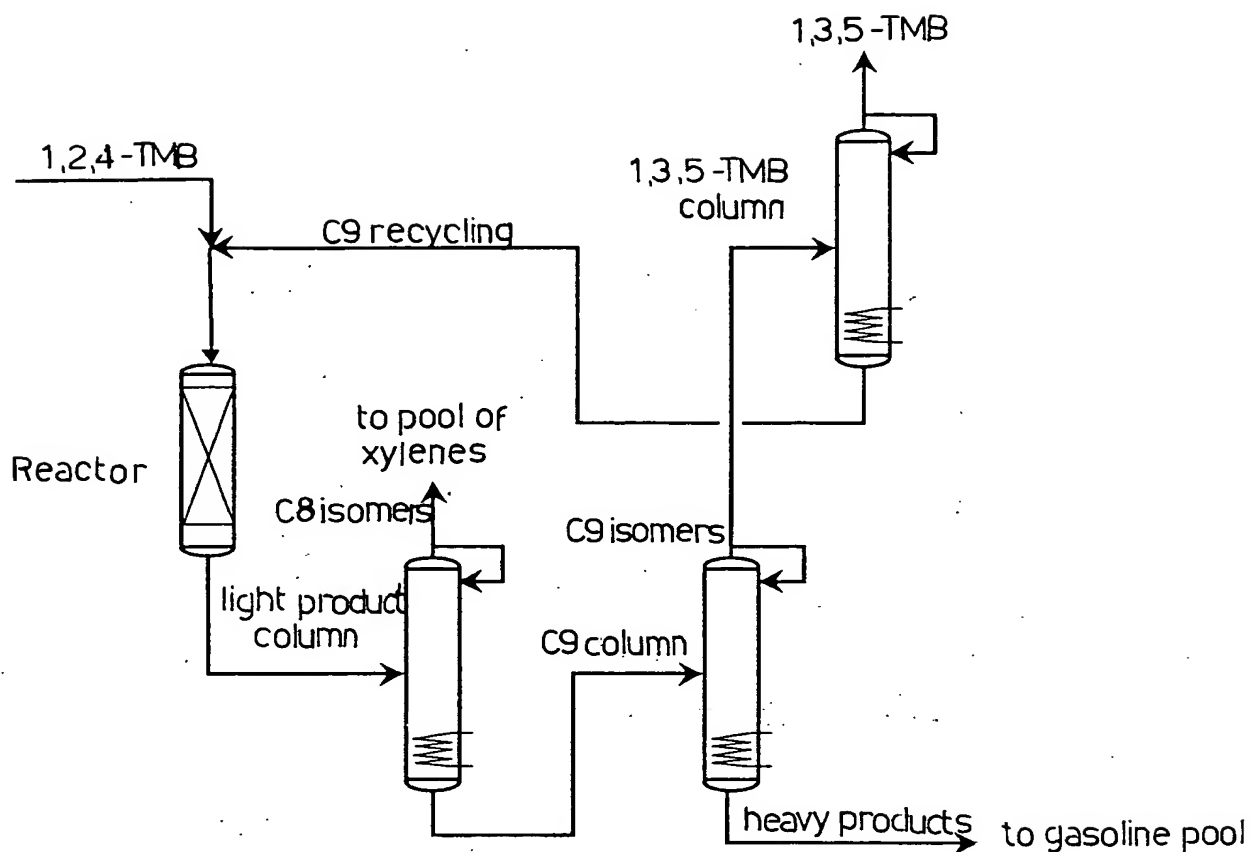 1,3,5-TMB
1,2,4-TMB
1,3,5-TMB
column
C9 recycling
to pool of
xylenes
Reactor
C8 isomers
C9 isomers
light product
column
C9 column
heavy products
to gasoline pool